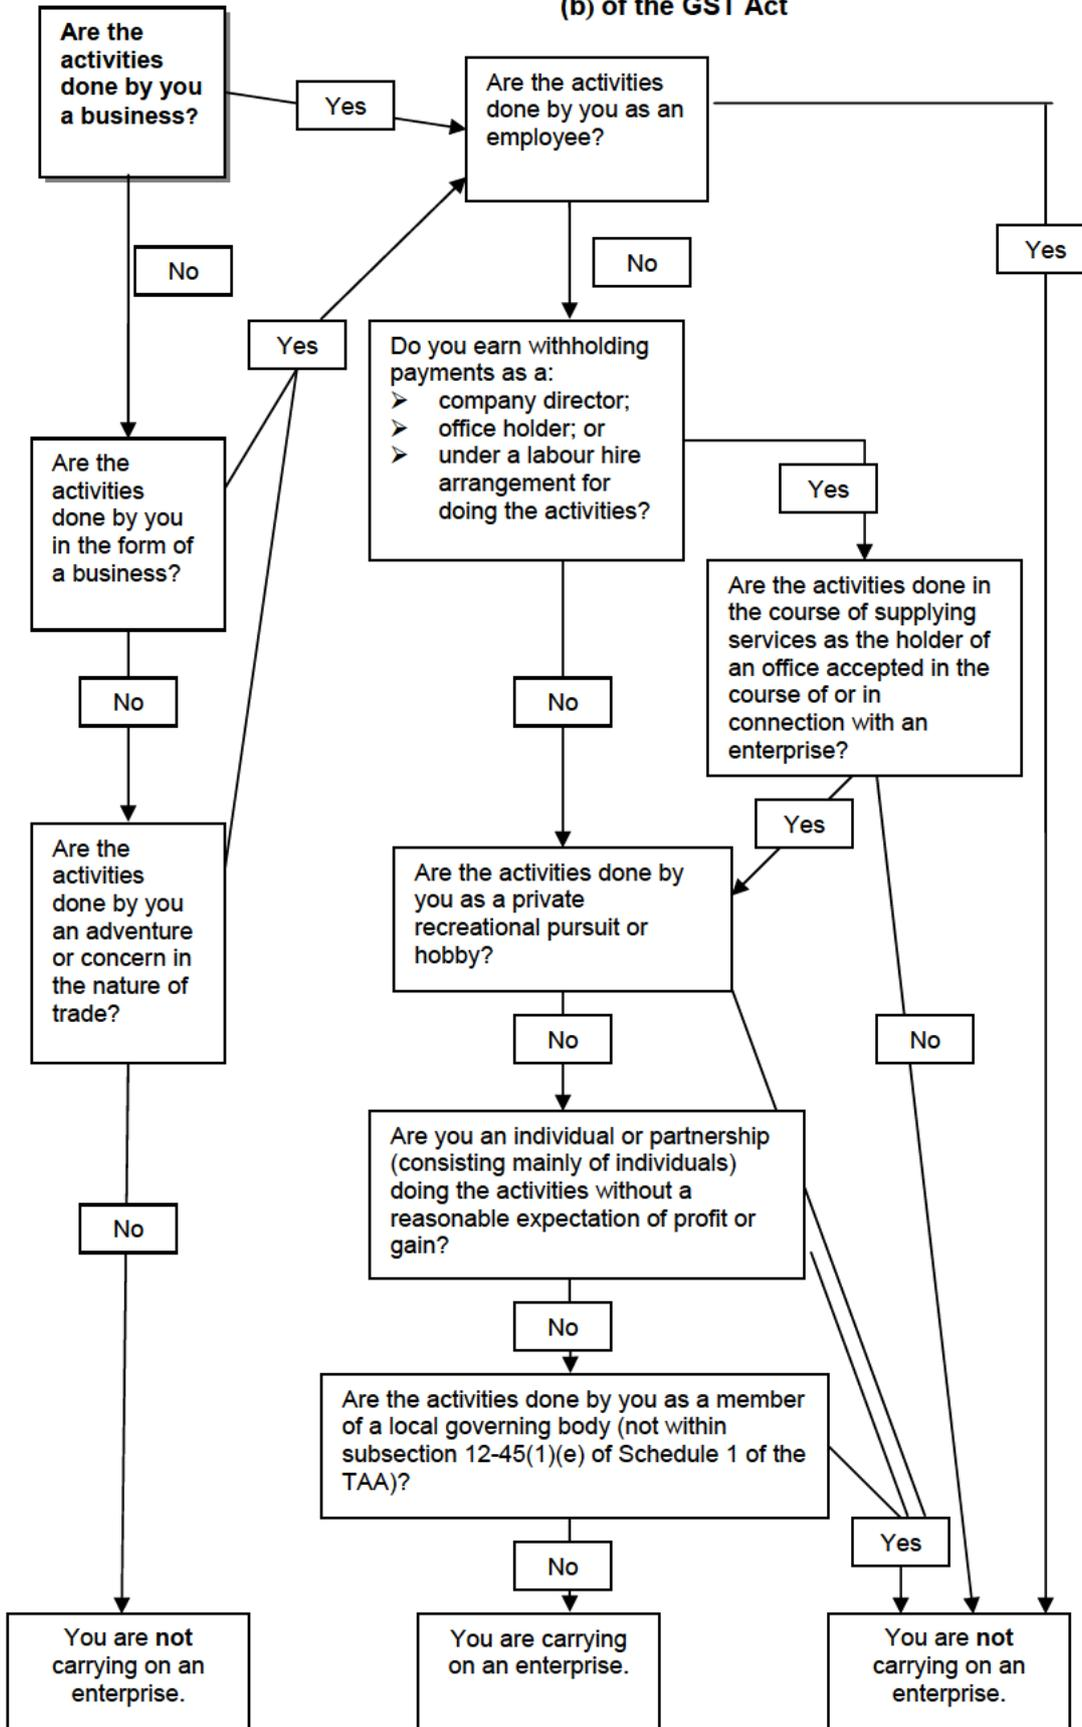 (b) of the GST Act
Are the
activities
done by you
a business?
Yes
Are the activities
done by you as an
employee?
Yes
No
No
Yes
Do you earn withholding
payments as a:
➢ company director;
➢ office holder; or
➢ under a labour hire
arrangement for
doing the activities?
Are the
activities
done by you
in the form of
a business?
Yes
Are the activities done in
the course of supplying
services as the holder of
an office accepted in the
course of or in
connection with an
enterprise?
No
No
Yes
Are the
activities
done by you
an adventure
or concern in
the nature of
trade?
Are the activities done by
you as a private
recreational pursuit or
hobby?
No
No
Are you an individual or partnership
(consisting mainly of individuals)
doing the activities without a
reasonable expectation of profit or
gain?
No
No
Are the activities done by you as a member
of a local governing body (not within
subsection 12-45(1)(e) of Schedule 1 of the
TAA)?
Yes
No
You are not
carrying on an
enterprise.
You are carrying
on an enterprise.
You are not
carrying on an
enterprise.